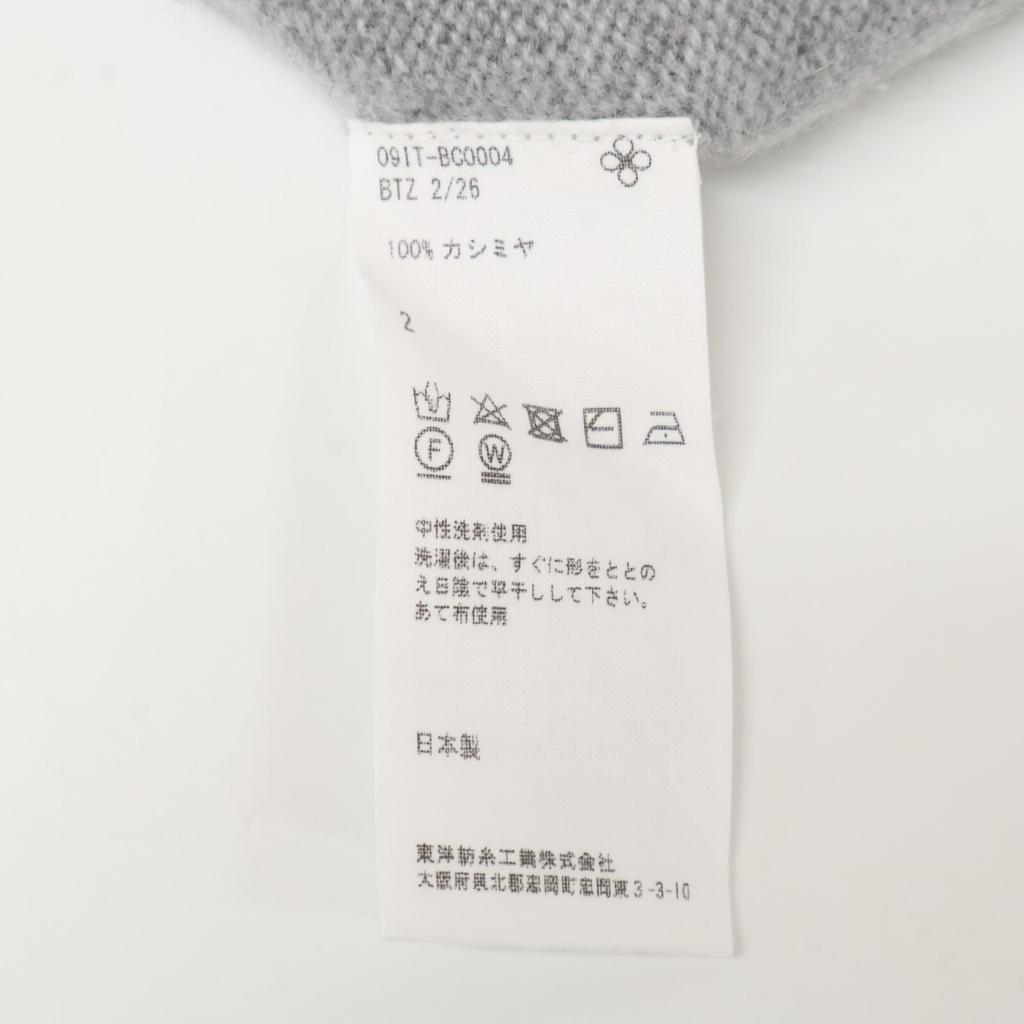 091T-BC0004
BTZ 2/26
100% カシミヤ
2
F W
中性洗剤使用
洗濯後は、すぐに形をととの
え日陰で平干しして下さい。
あて布使用
日本製
東洋紡糸工業株式会社
大阪府泉北郡忠岡町忠岡東3-3-10